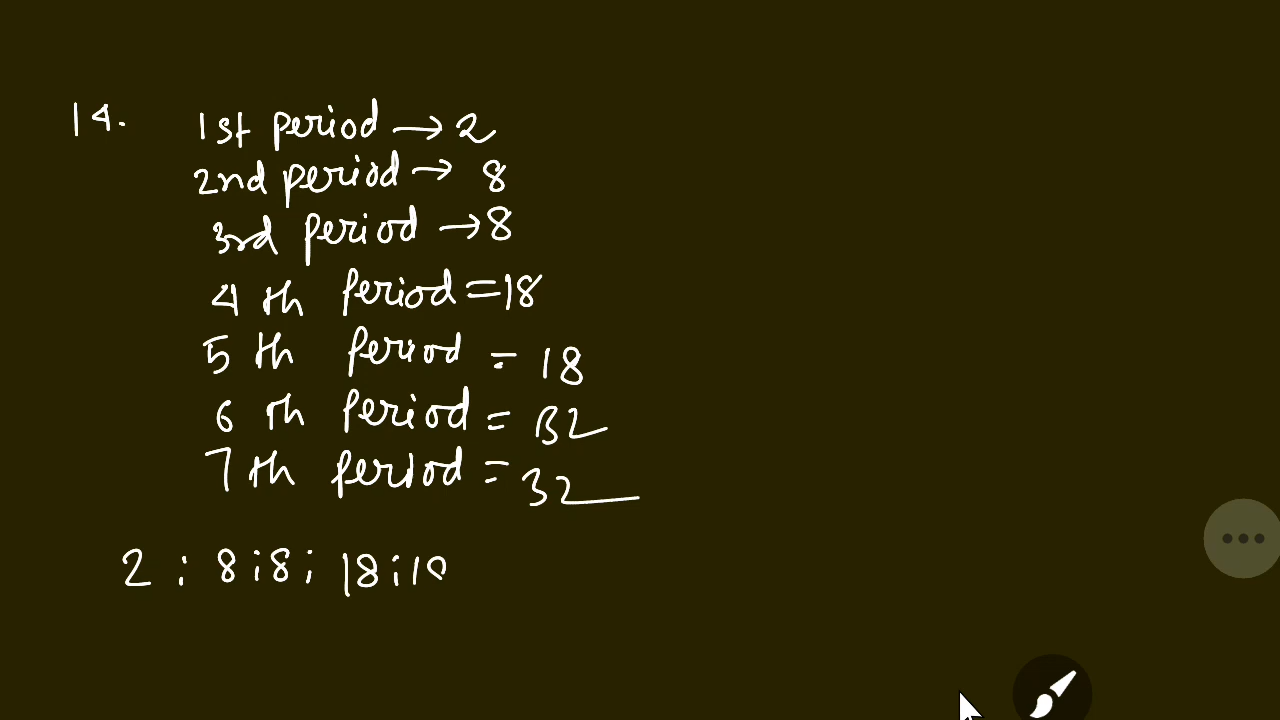 14. 1st period → 2
2nd period → 8
3rd period → 8
4 th period = 18
5 th period = 18
6 th period = 32
7 th period = 32
2 ; 8 ; 8 ; 18 ; 18